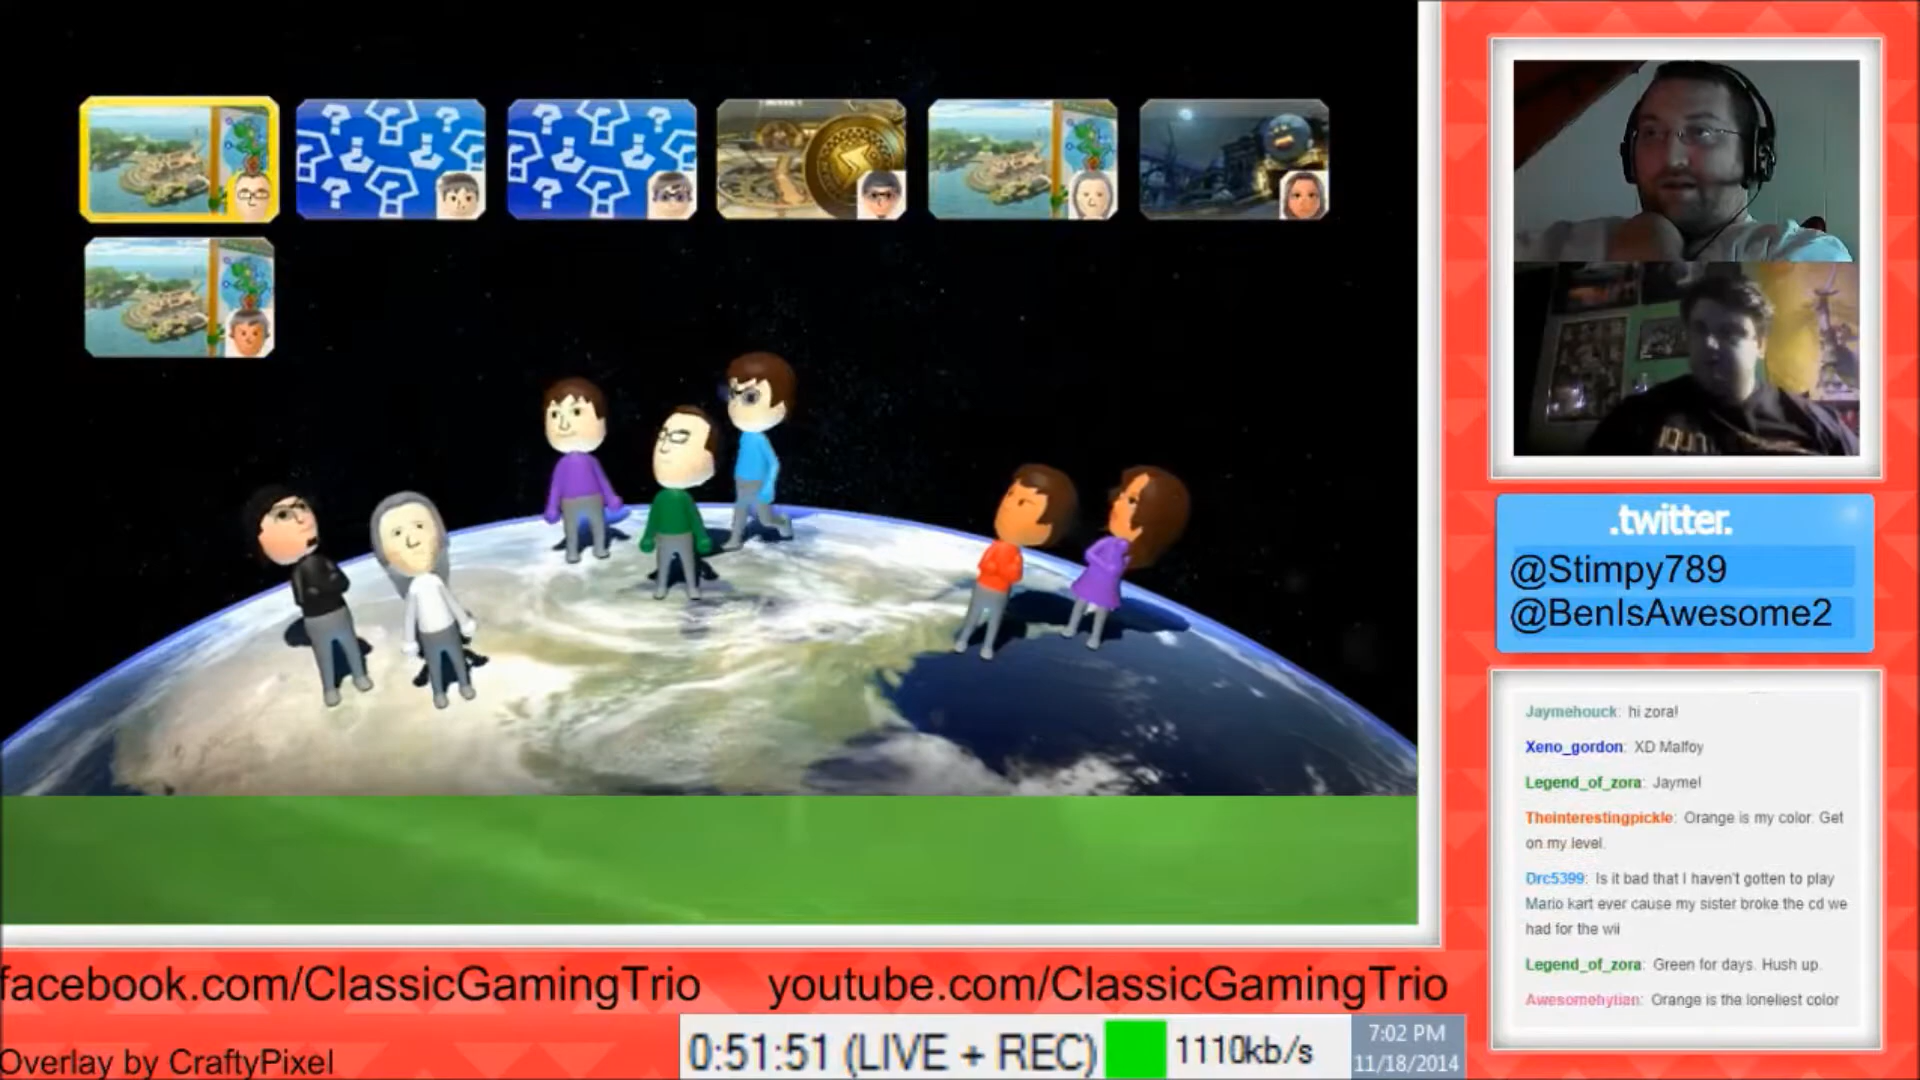 .twitter.
@Stimpy789
@BenIsAwesome2
Jaymehouck: hi zora!
Xeno_gordon: XD Malfoy
Legend_of_zora: Jayme!
Theinterestingpickle: Orange is my color. Get
on my level.
Drc5399: Is it bad that I haven't gotten to play
Mario kart ever cause my sister broke the cd we
had for the wii
Legend_of_zora: Green for days. Hush up.
Awesomehylian: Orange is the loneliest color
facebook.com/ClassicGamingTrio youtube.com/ClassicGamingTrio
0:51:51 (LIVE + REC) 1110kb/s
7:02 PM
11/18/2014
Overlay by CraftyPixel